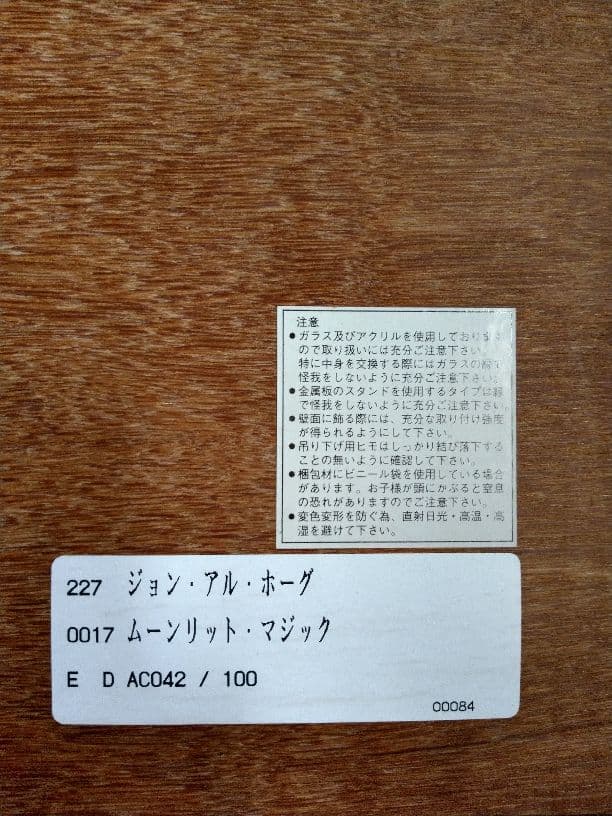 注意
●ガラス及びアクリルを使用しております
ので取り扱いには充分ご注意下さい。
特に中身を交換する際にはガラスの縁で
怪我をしないように充分ご注意下さい。
●金属板のスタンドを使用するタイプは縁
で怪我をしないように充分ご注意下さい。
●壁面に飾る際には、充分な取り付け強度
が得られるようにして下さい。
●吊り下げ用ヒモはしっかり結び落下する
ことの無いように確認して下さい。
●梱包材にビニール袋を使用している場合
があります。お子様が頭にかぶると窒息
の恐れがありますのでご注意下さい。
●変色変形を防ぐ為、直射日光・高温・高
湿を避けて下さい。
227 ジョン・アル・ホーグ
0017 ムーンリット・マジック
E D AC042 / 100
00084